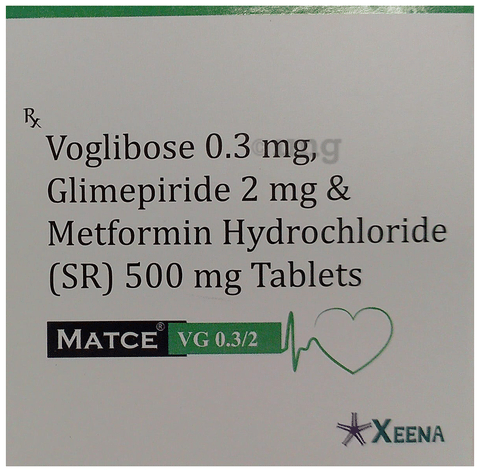 Rx
Voglibose 0.3 mg,
Glimepiride 2 mg &
Metformin Hydrochloride
(SR) 500 mg Tablets
MATCE® VG 0.3/2
XEENA